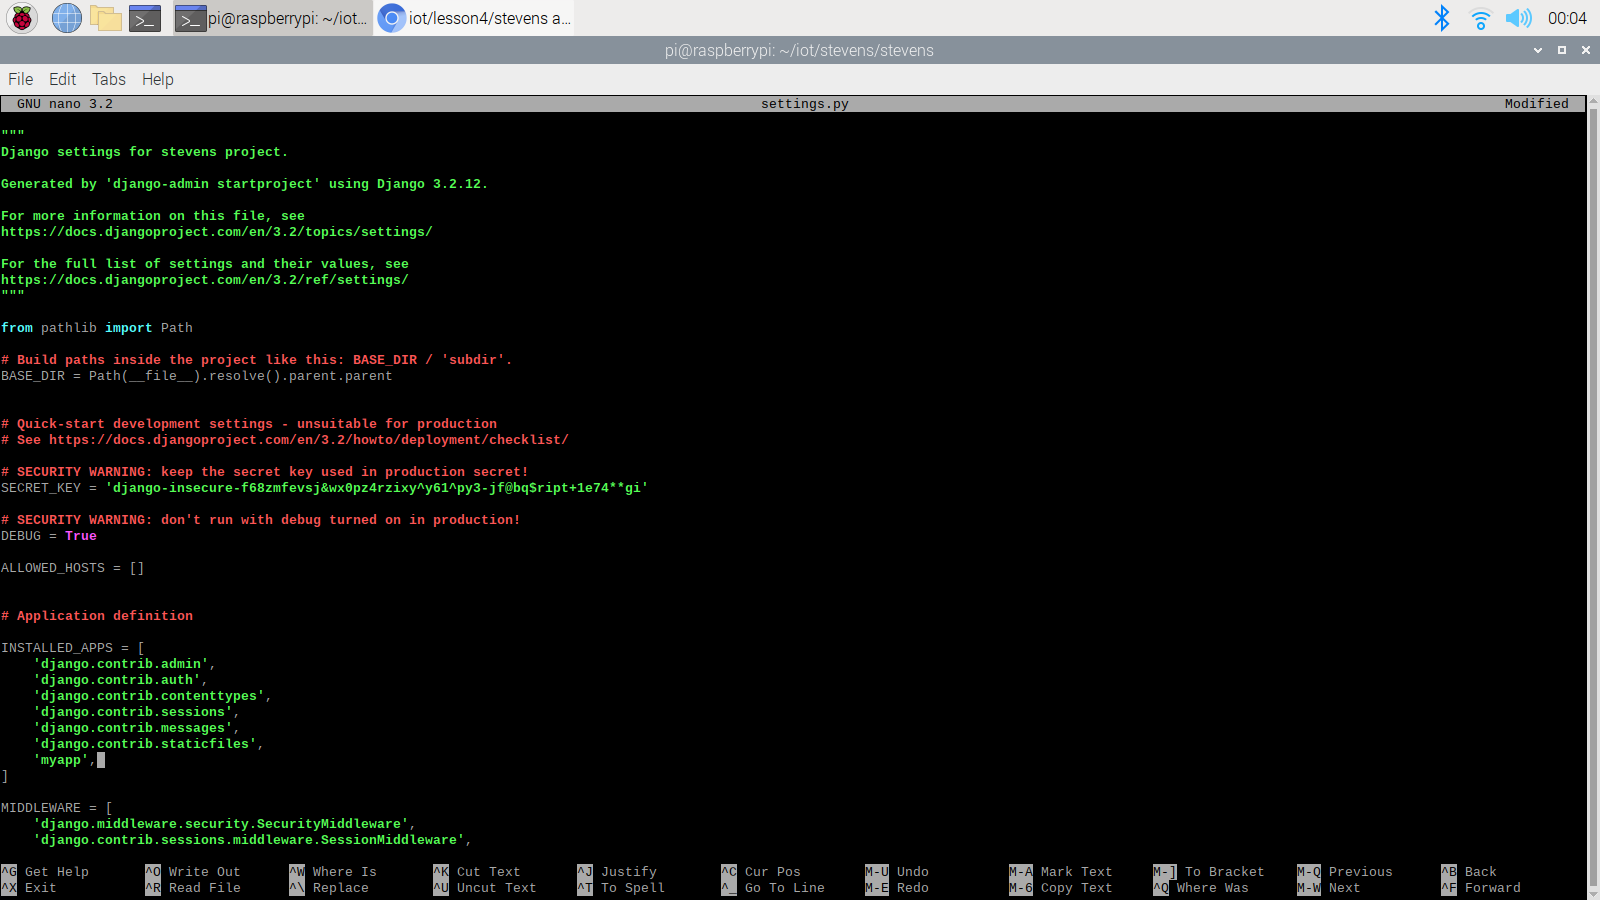 pi@raspberrypi: ~/iot... iot/lesson4/stevens a... 00:04
pi@raspberrypi: ~/iot/stevens/stevens
File Edit Tabs Help
GNU nano 3.2 settings.py Modified
"""
Django settings for stevens project.
Generated by 'django-admin startproject' using Django 3.2.12.
For more information on this file, see
https://docs.djangoproject.com/en/3.2/topics/settings/
For the full list of settings and their values, see
https://docs.djangoproject.com/en/3.2/ref/settings/
"""
from pathlib import Path
# Build paths inside the project like this: BASE_DIR / 'subdir'.
BASE_DIR = Path(__file__).resolve().parent.parent
# Quick-start development settings - unsuitable for production
# See https://docs.djangoproject.com/en/3.2/howto/deployment/checklist/
# SECURITY WARNING: keep the secret key used in production secret!
SECRET_KEY = 'django-insecure-f68zmfevsj&wx0pz4rzixy^y61^py3-jf@bq$ript+1e74**gi'
# SECURITY WARNING: don't run with debug turned on in production!
DEBUG = True
ALLOWED_HOSTS = []
# Application definition
INSTALLED_APPS = [
    'django.contrib.admin',
    'django.contrib.auth',
    'django.contrib.contenttypes',
    'django.contrib.sessions',
    'django.contrib.messages',
    'django.contrib.staticfiles',
    'myapp',
]
MIDDLEWARE = [
    'django.middleware.security.SecurityMiddleware',
    'django.contrib.sessions.middleware.SessionMiddleware',
^G Get Help ^O Write Out ^W Where Is ^K Cut Text ^J Justify ^C Cur Pos M-U Undo M-A Mark Text M-] To Bracket M-Q Previous ^B Back
^X Exit ^R Read File ^\ Replace ^U Uncut Text ^T To Spell ^_ Go To Line M-E Redo M-6 Copy Text ^Q Where Was M-W Next ^F Forward